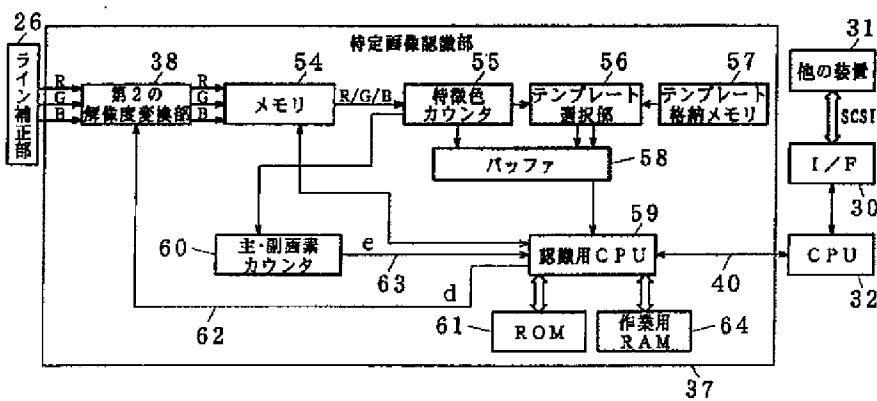 26
ライン補正部
R
G
B
38
第2の
解像度変換部
R
G
B
特定画像認識部
54
メモリ
R/G/B
55
特徴色
カウンタ
56
テンプレート
選択部
57
テンプレート
格納メモリ
31
他の装置
SCSI
I/F
30
バッファ
58
59
認識用CPU
60
主・副画素
カウンタ
e
63
d
62
40
CPU
32
61
ROM
作業用
RAM
64
37